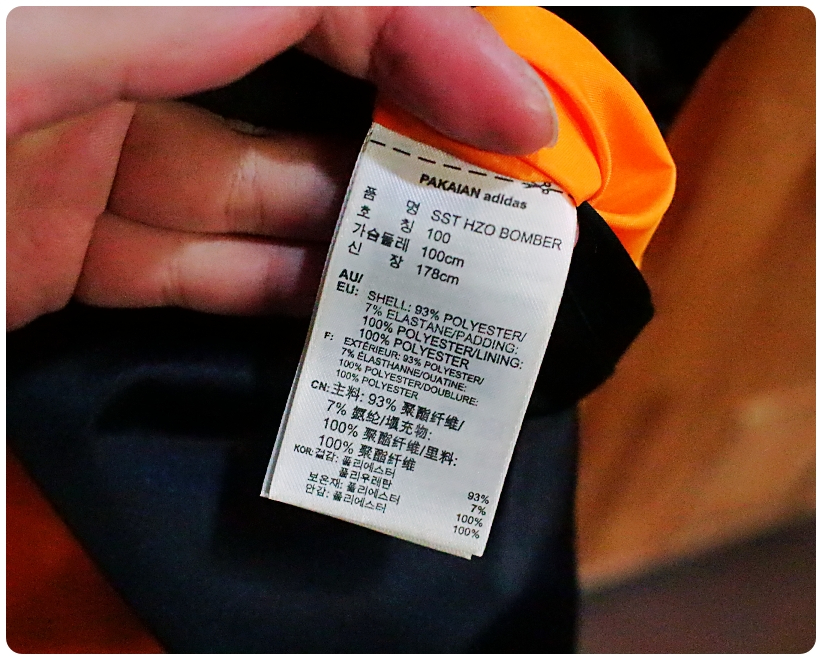 PAKAIAN adidas
품 명 SST HZO BOMBER
호 칭 100
가슴둘레 100cm
신 장 178cm
AU/
EU: SHELL: 93% POLYESTER/
7% ELASTANE/PADDING:
100% POLYESTER/LINING:
100% POLYESTER
F: EXTÉRIEUR: 93% POLYESTER/
7% ÉLASTHANNE/OUATINE:
100% POLYESTER/DOUBLURE:
100% POLYESTER
CN: 主料: 93% 聚酯纤维/
7% 氨纶/填充物:
100% 聚酯纤维/里料:
100% 聚酯纤维
KOR: 겉감: 폴리에스터 93%
폴리우레탄 7%
보온재: 폴리에스터 100%
안감: 폴리에스터 100%